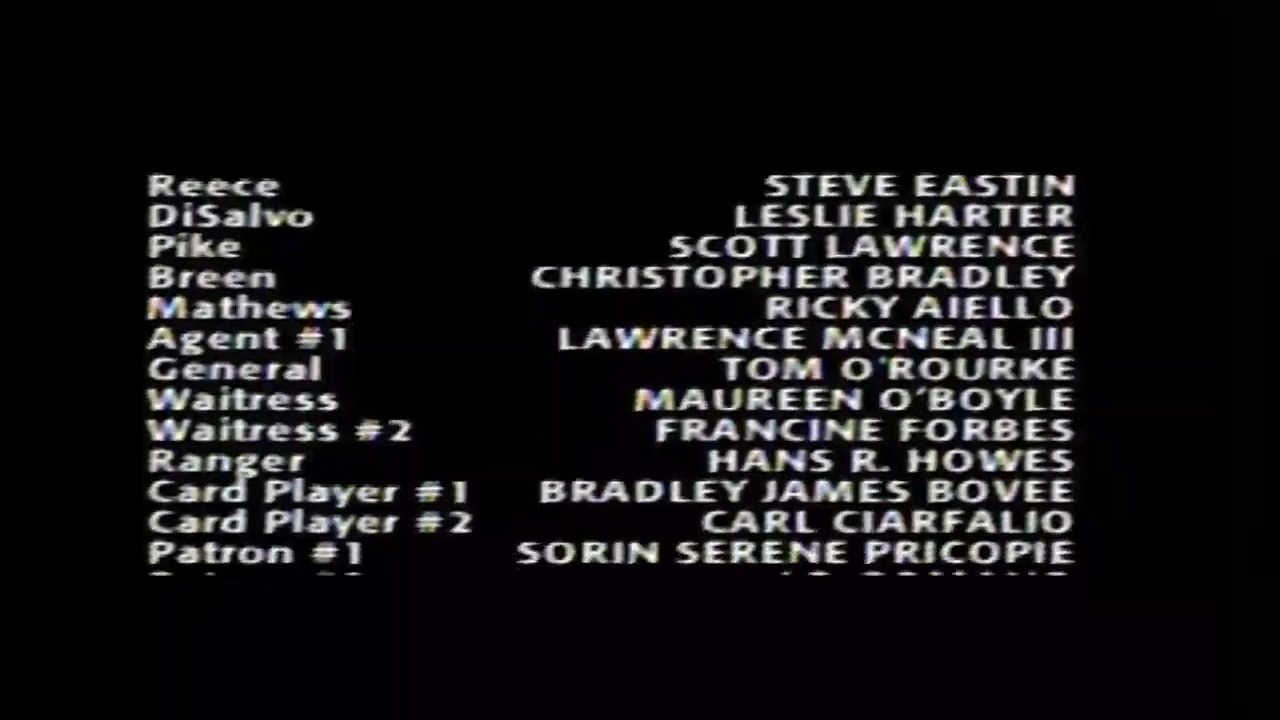 Reece STEVE EASTIN
DiSalvo LESLIE HARTER
Pike SCOTT LAWRENCE
Breen CHRISTOPHER BRADLEY
Mathews RICKY AIELLO
Agent #1 LAWRENCE MCNEAL III
General TOM O'ROURKE
Waitress MAUREEN O'BOYLE
Waitress #2 FRANCINE FORBES
Ranger HANS R. HOWES
Card Player #1 BRADLEY JAMES BOVEE
Card Player #2 CARL CIARFALIO
Patron #1 SORIN SERENE PRICOPIE